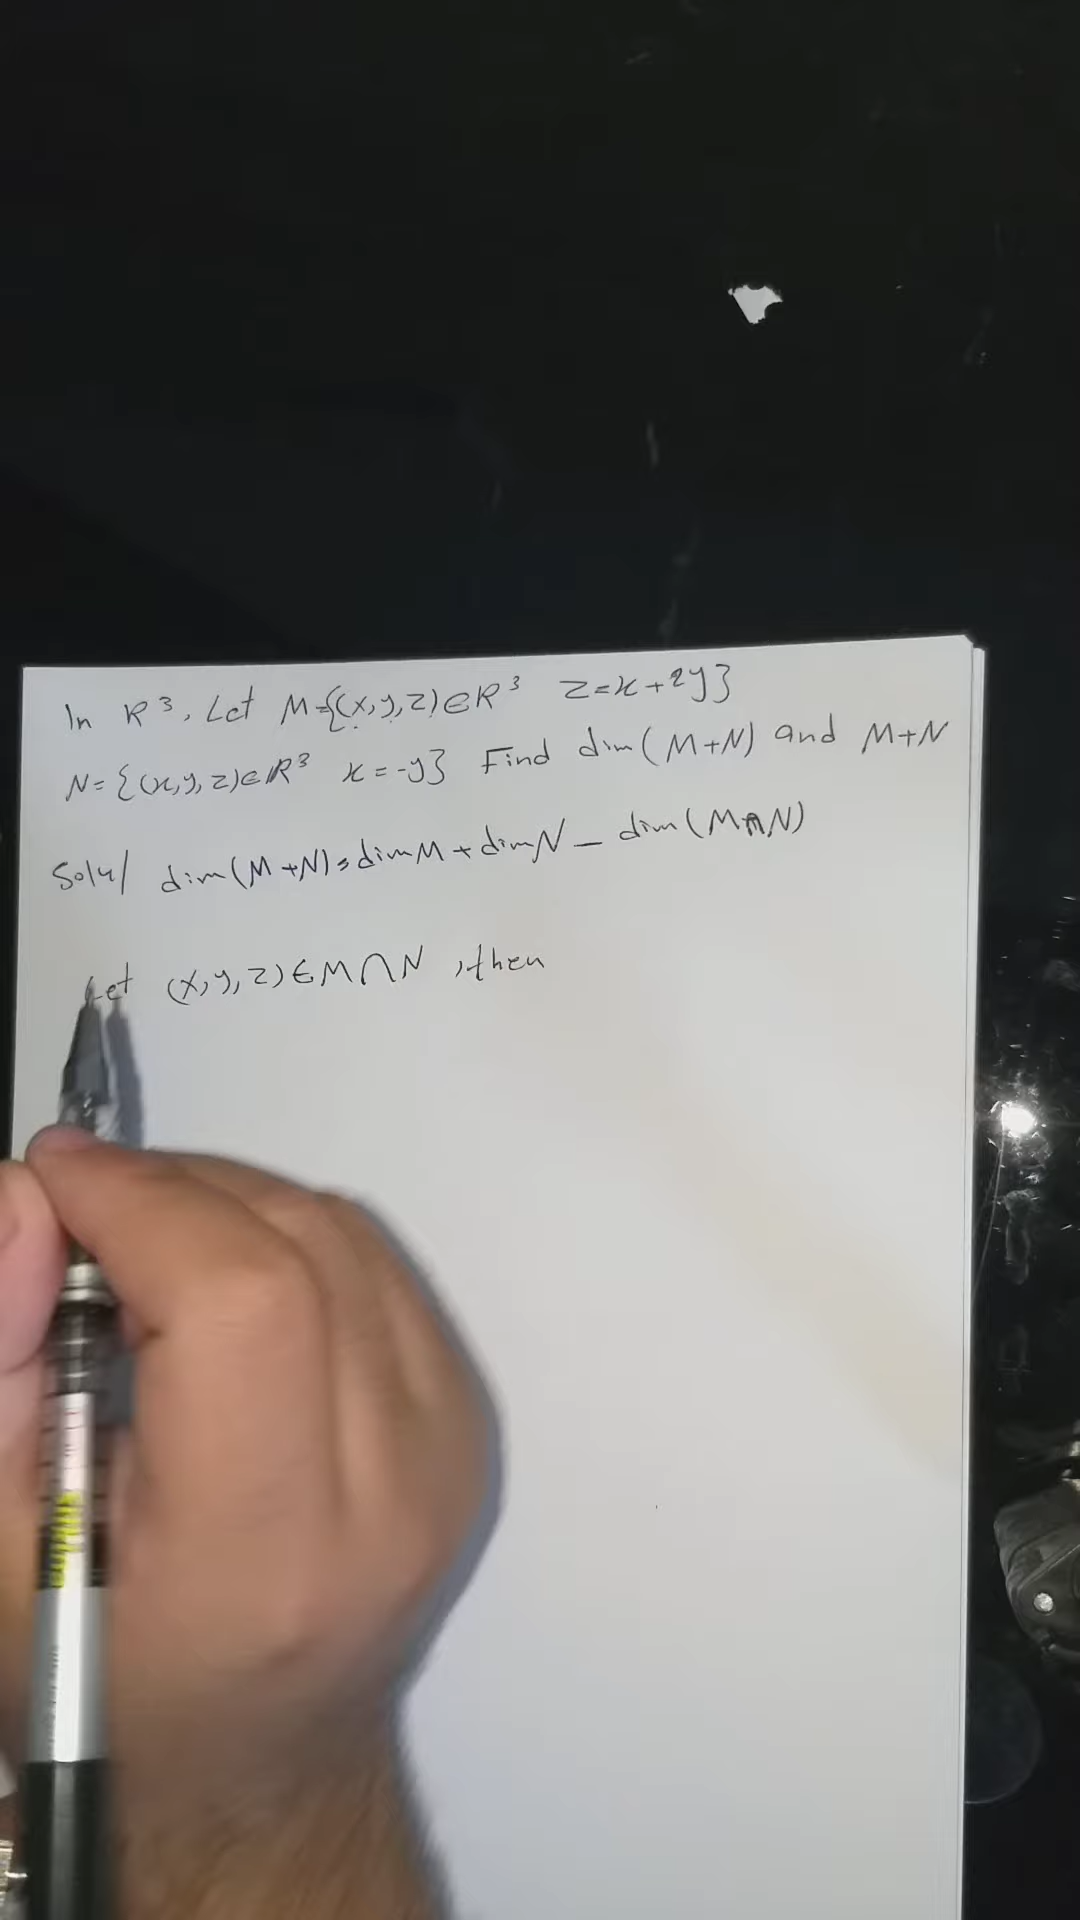 In R³, Let M={(x,y,z)∈R³ z=x+2y}
N={(x,y,z)∈R³ x=-y} Find dim(M+N) and M+N
Solu/ dim(M+N)=dimM+dimN-dim(M∩N)
Let (x,y,z)∈M∩N, then